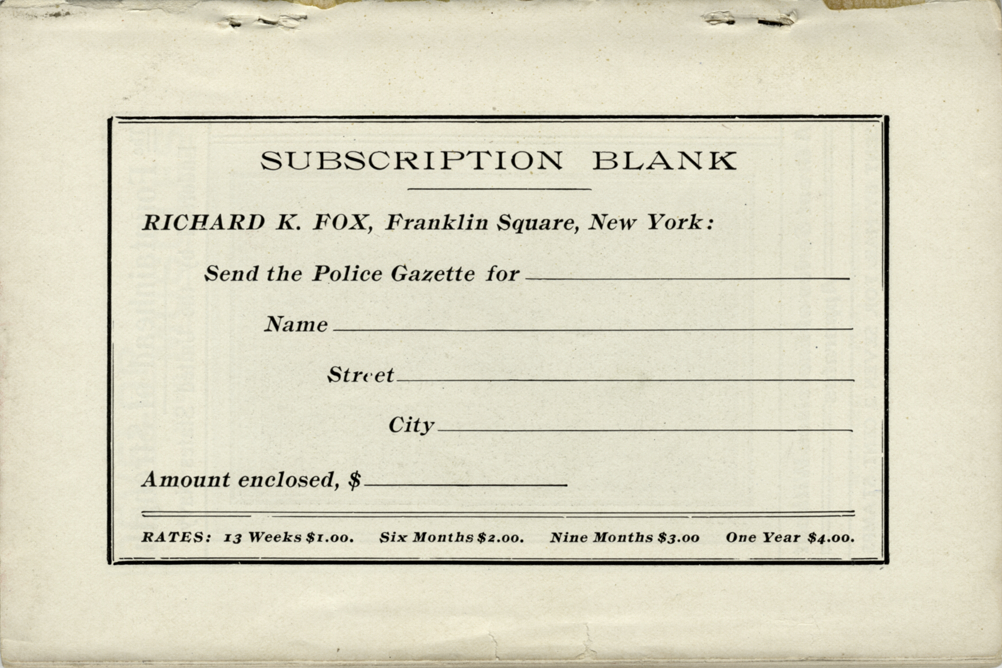 SUBSCRIPTION BLANK
RICHARD K. FOX, Franklin Square, New York:
Send the Police Gazette for
Name
Street
City
Amount enclosed, $
RATES: 13 Weeks $1.00. Six Months $2.00. Nine Months $3.00 One Year $4.00.